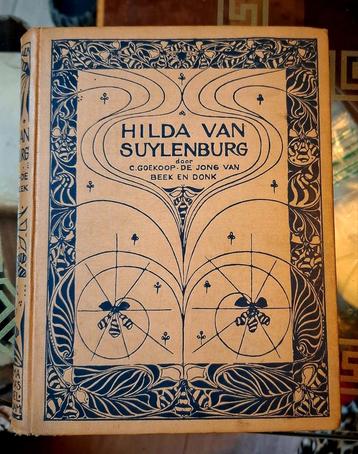 HILDA VAN
SUYLENBURG
door
C. GOEKOOP-DE JONG VAN
BEEK EN DONK